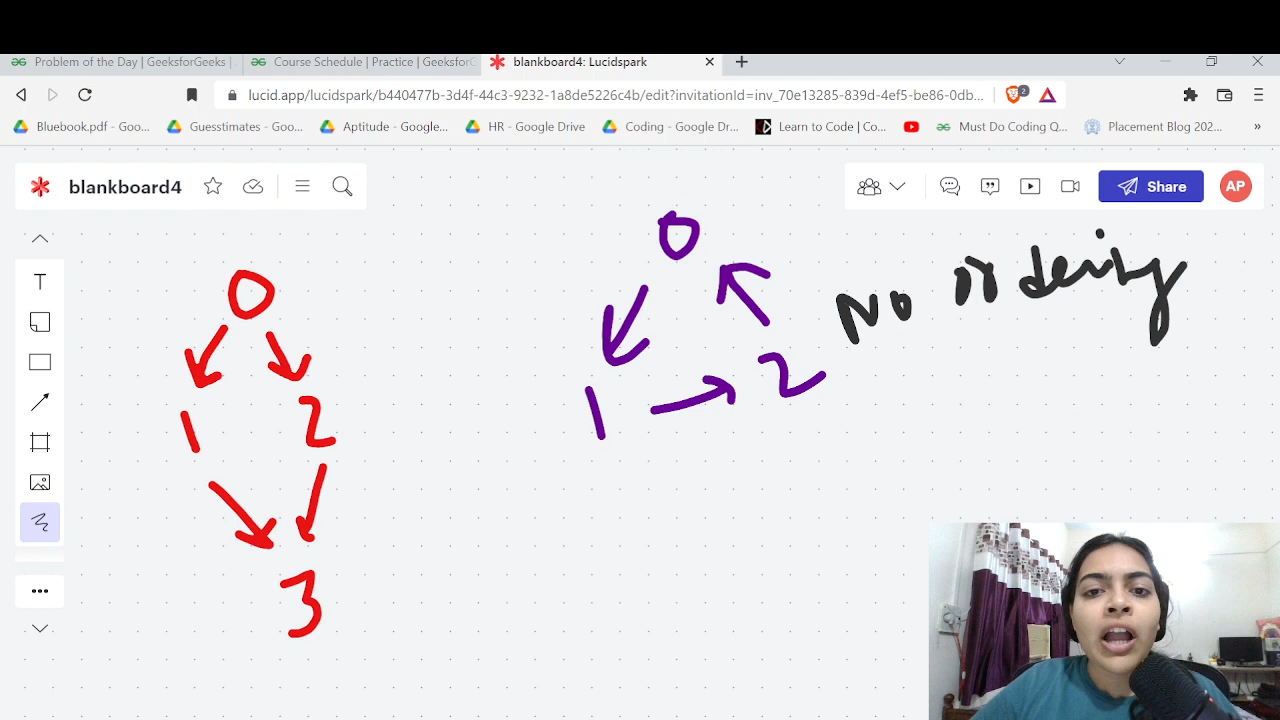 Problem of the Day | GeeksforGeeks |
Course Schedule | Practice | GeeksforG
blankboard4: Lucidspark
lucid.app/lucidspark/b440477b-3d4f-44c3-9232-1a8de5226c4b/edit?invitationId=inv_70e13285-839d-4ef5-be86-0db...
2
Bluebook.pdf - Goo...
Guesstimates - Goo...
Aptitude - Google...
HR - Google Drive
Coding - Google Dr...
Learn to Code | Co...
Must Do Coding Q...
Placement Blog 202...
»
blankboard4
Share
AP
T
0
1 2
3
0
1 2
No ordering